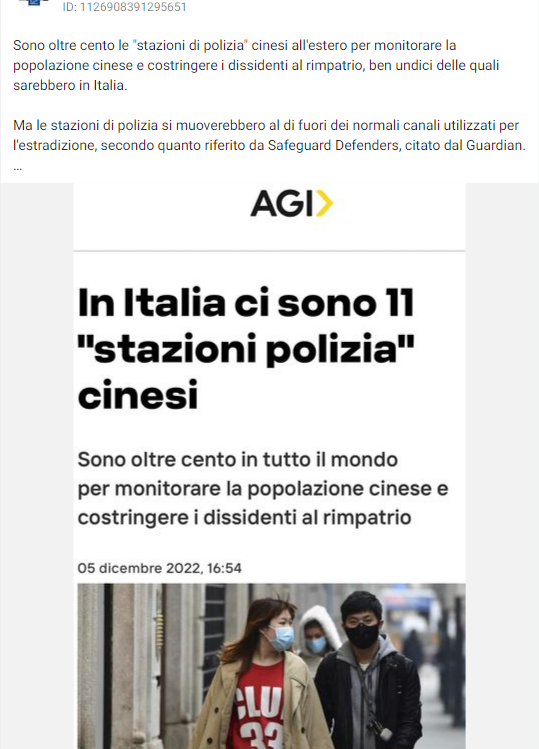 ID: 1126908391295651
Sono oltre cento le "stazioni di polizia" cinesi all'estero per monitorare la
popolazione cinese e costringere i dissidenti al rimpatrio, ben undici delle quali
sarebbero in Italia.
Ma le stazioni di polizia si muoverebbero al di fuori dei normali canali utilizzati per
l'estradizione, secondo quanto riferito da Safeguard Defenders, citato dal Guardian.
...
AGI
In Italia ci sono 11
"stazioni polizia"
cinesi
Sono oltre cento in tutto il mondo
per monitorare la popolazione cinese e
costringere i dissidenti al rimpatrio
05 dicembre 2022, 16:54
CLU
33